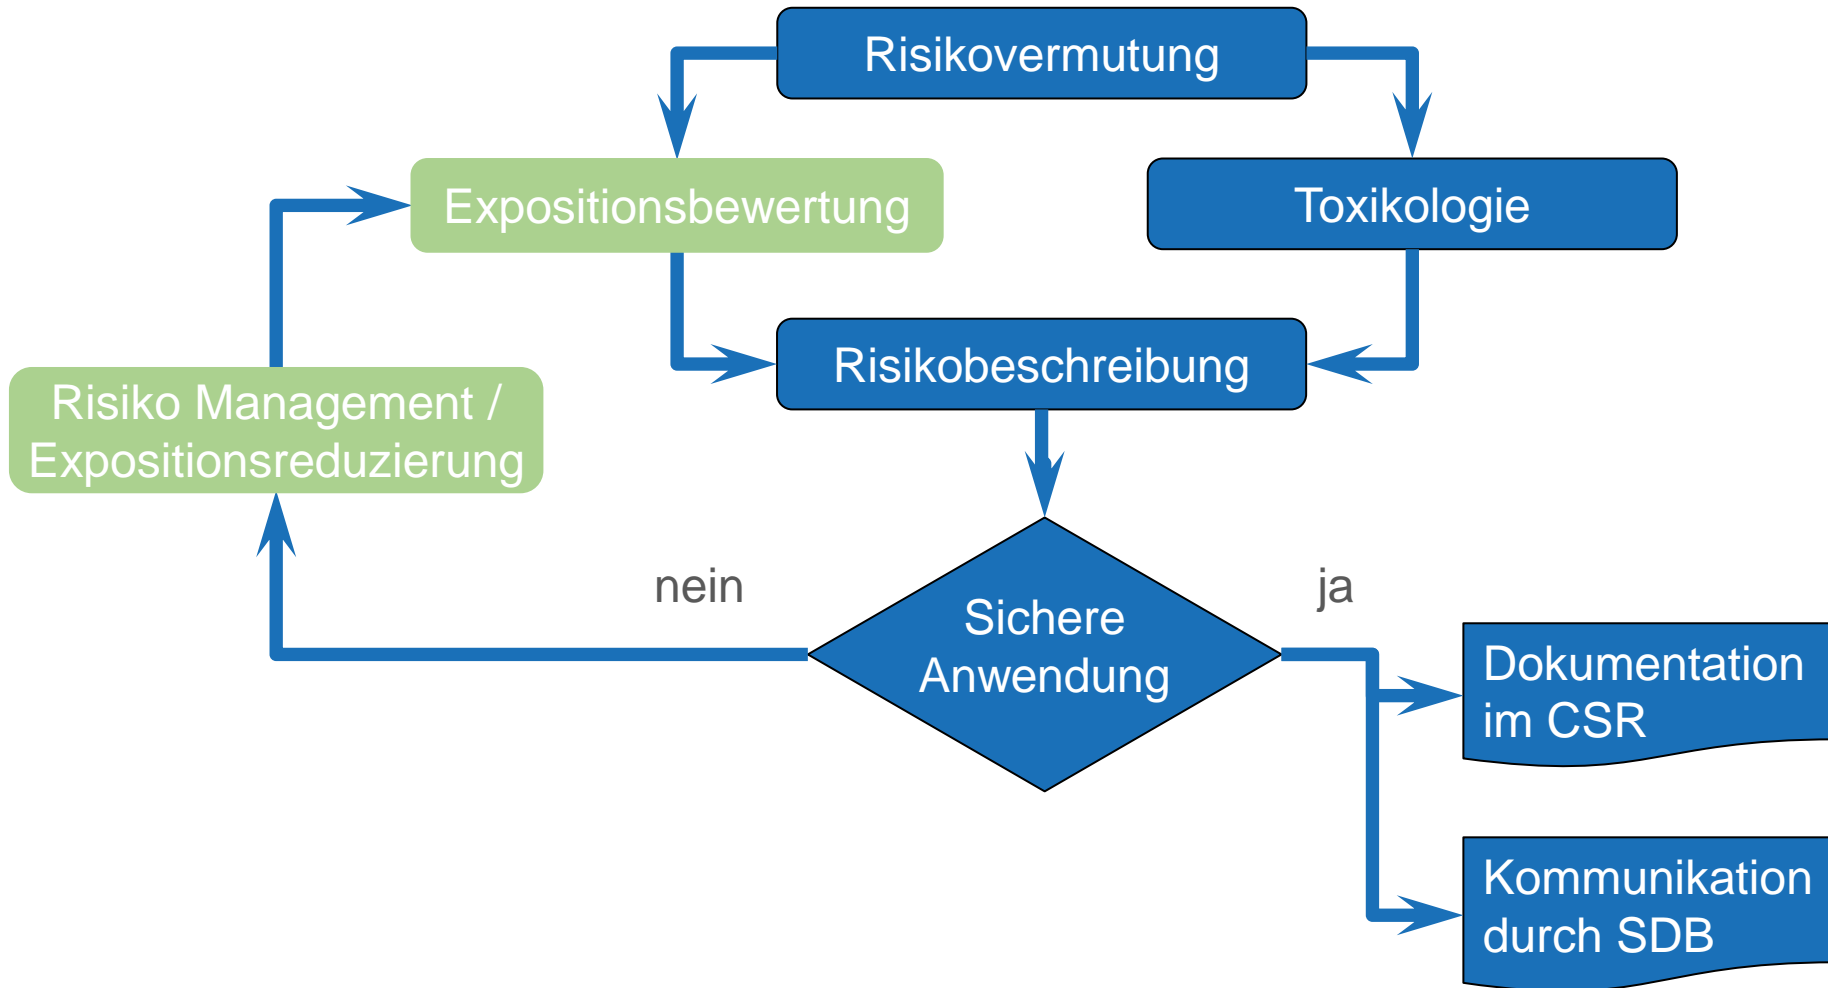 Risikovermutung
Expositionsbewertung
Toxikologie
Risikobeschreibung
Risiko Management /
Expositionsreduzierung
nein
ja
Sichere
Anwendung
Dokumentation
im CSR
Kommunikation
durch SDB